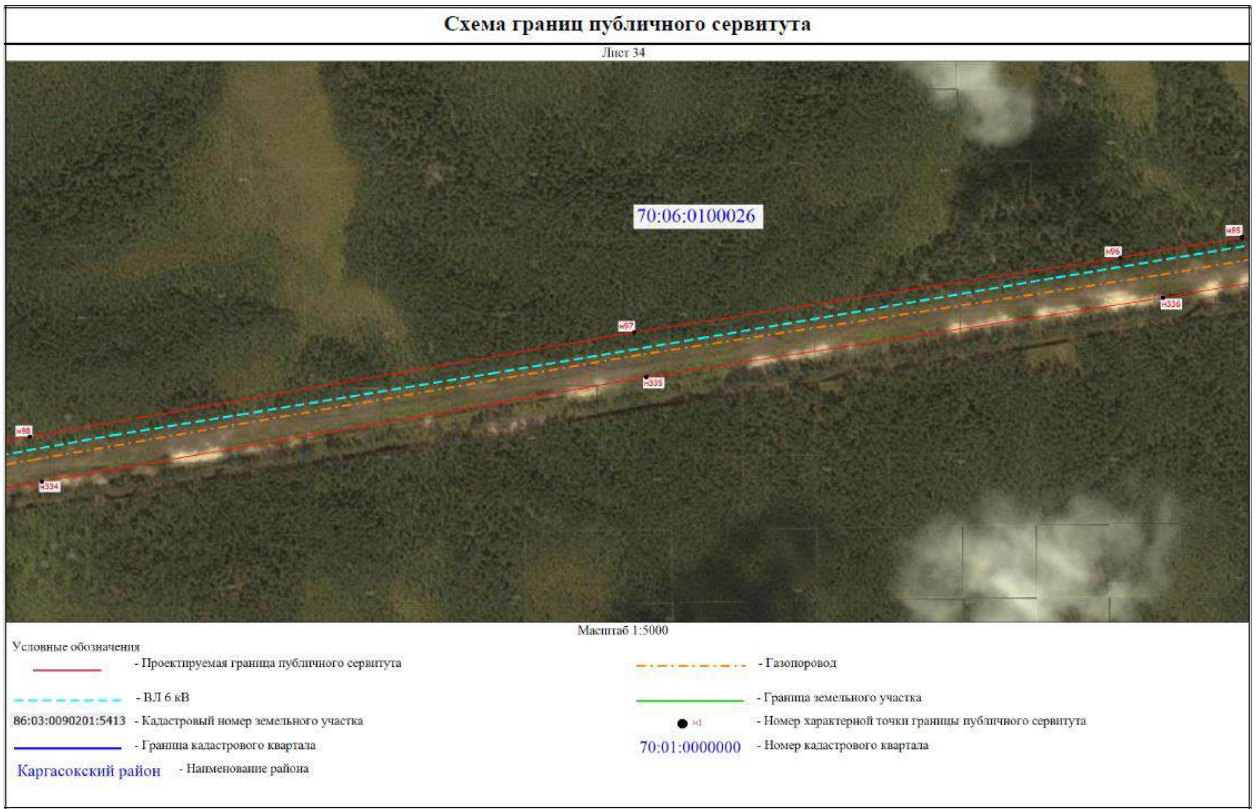 Схема границ публичного сервитута
Лист 34
70:06:0100026
н95
н96
н336
н97
н335
н98
н334
Масштаб 1:5000
Условные обозначения
- Проектируемая граница публичного сервитута
- Газопоровод
- ВЛ 6 кВ
- Граница земельного участка
86:03:0090201:5413 - Кадастровый номер земельного участка
н1 - Номер характерной точки границы публичного сервитута
- Граница кадастрового квартала
70:01:0000000 - Номер кадастрового квартала
Каргасокский район - Наименование района